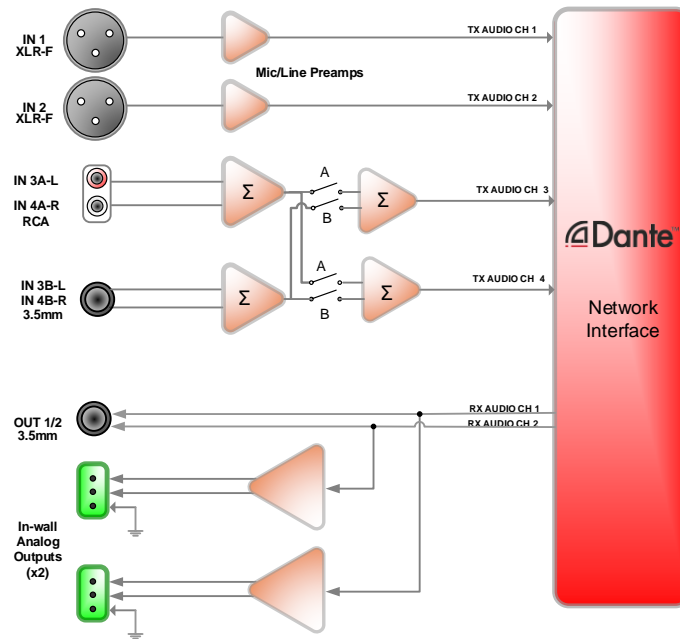 IN 1
XLR-F
TX AUDIO CH 1
Mic/Line Preamps
IN 2
XLR-F
TX AUDIO CH 2
IN 3A-L
IN 4A-R
RCA
Σ
A
B
Σ
TX AUDIO CH 3
IN 3B-L
IN 4B-R
3.5mm
Σ
A
B
Σ
TX AUDIO CH 4
Dante™
Network
Interface
OUT 1/2
3.5mm
RX AUDIO CH 1
RX AUDIO CH 2
In-wall
Analog
Outputs
(x2)